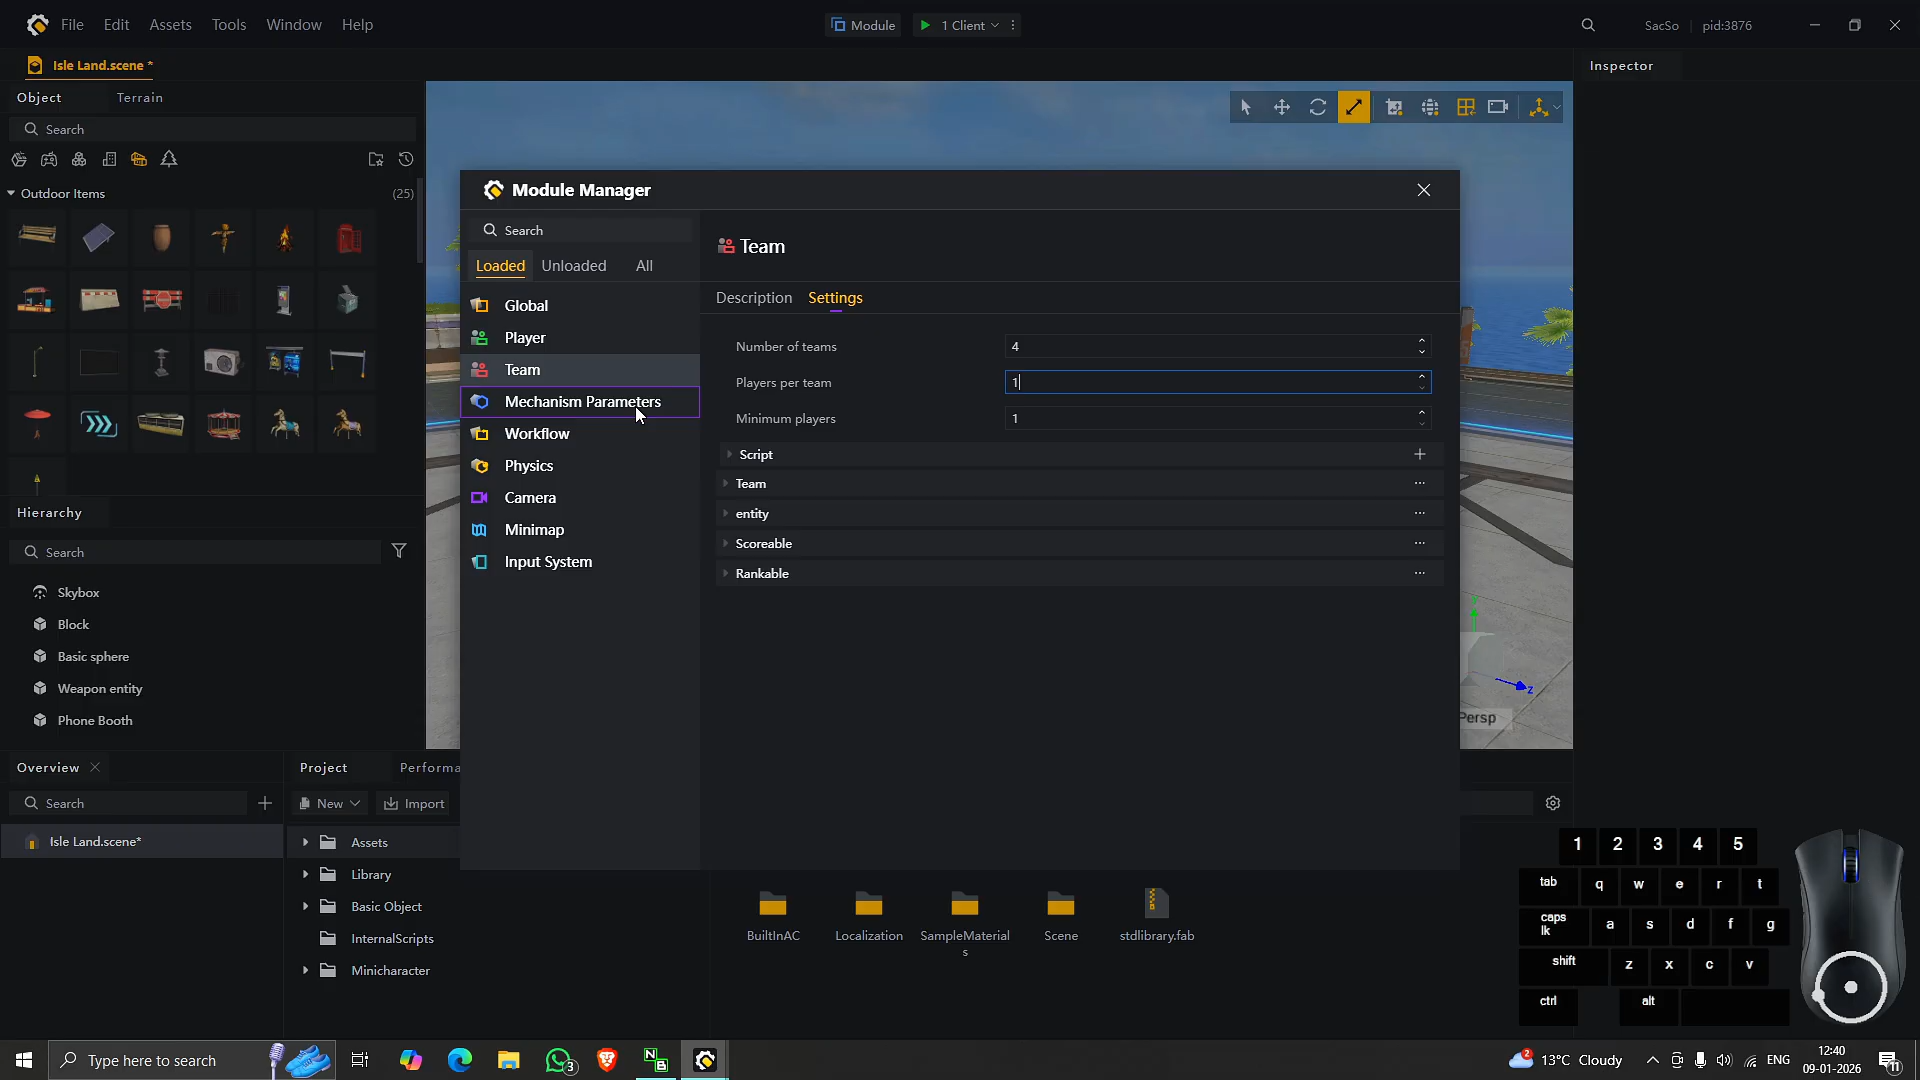 File Edit Assets Tools Window Help
Module
1 Client
SacSo | pid:3876
Isle Land.scene *
Inspector
Object Terrain
Search
Outdoor Items (25)
Module Manager
Search
Loaded Unloaded All
Global
Player
Team
Mechanism Parameters
Workflow
Physics
Camera
Minimap
Input System
Team
Description Settings
Number of teams 4
Players per team 1
Minimum players 1
Script
Team
entity
Scoreable
Rankable
Hierarchy
Search
Skybox
Block
Basic sphere
Weapon entity
Phone Booth
Y
Z
Persp
Overview
Search
Isle Land.scene*
Project Performa
New Import
Assets
Library
Basic Object
InternalScripts
Minicharacter
BuiltInAC
Localization
SampleMaterial
s
Scene
stdlibrary.fab
1 2 3 4 5
tab q w e r t
caps
lk
a s d f g
shift z x c v
ctrl alt
Type here to search
3
N
B
2
13°C Cloudy
ENG
12:40
09-01-2026
11